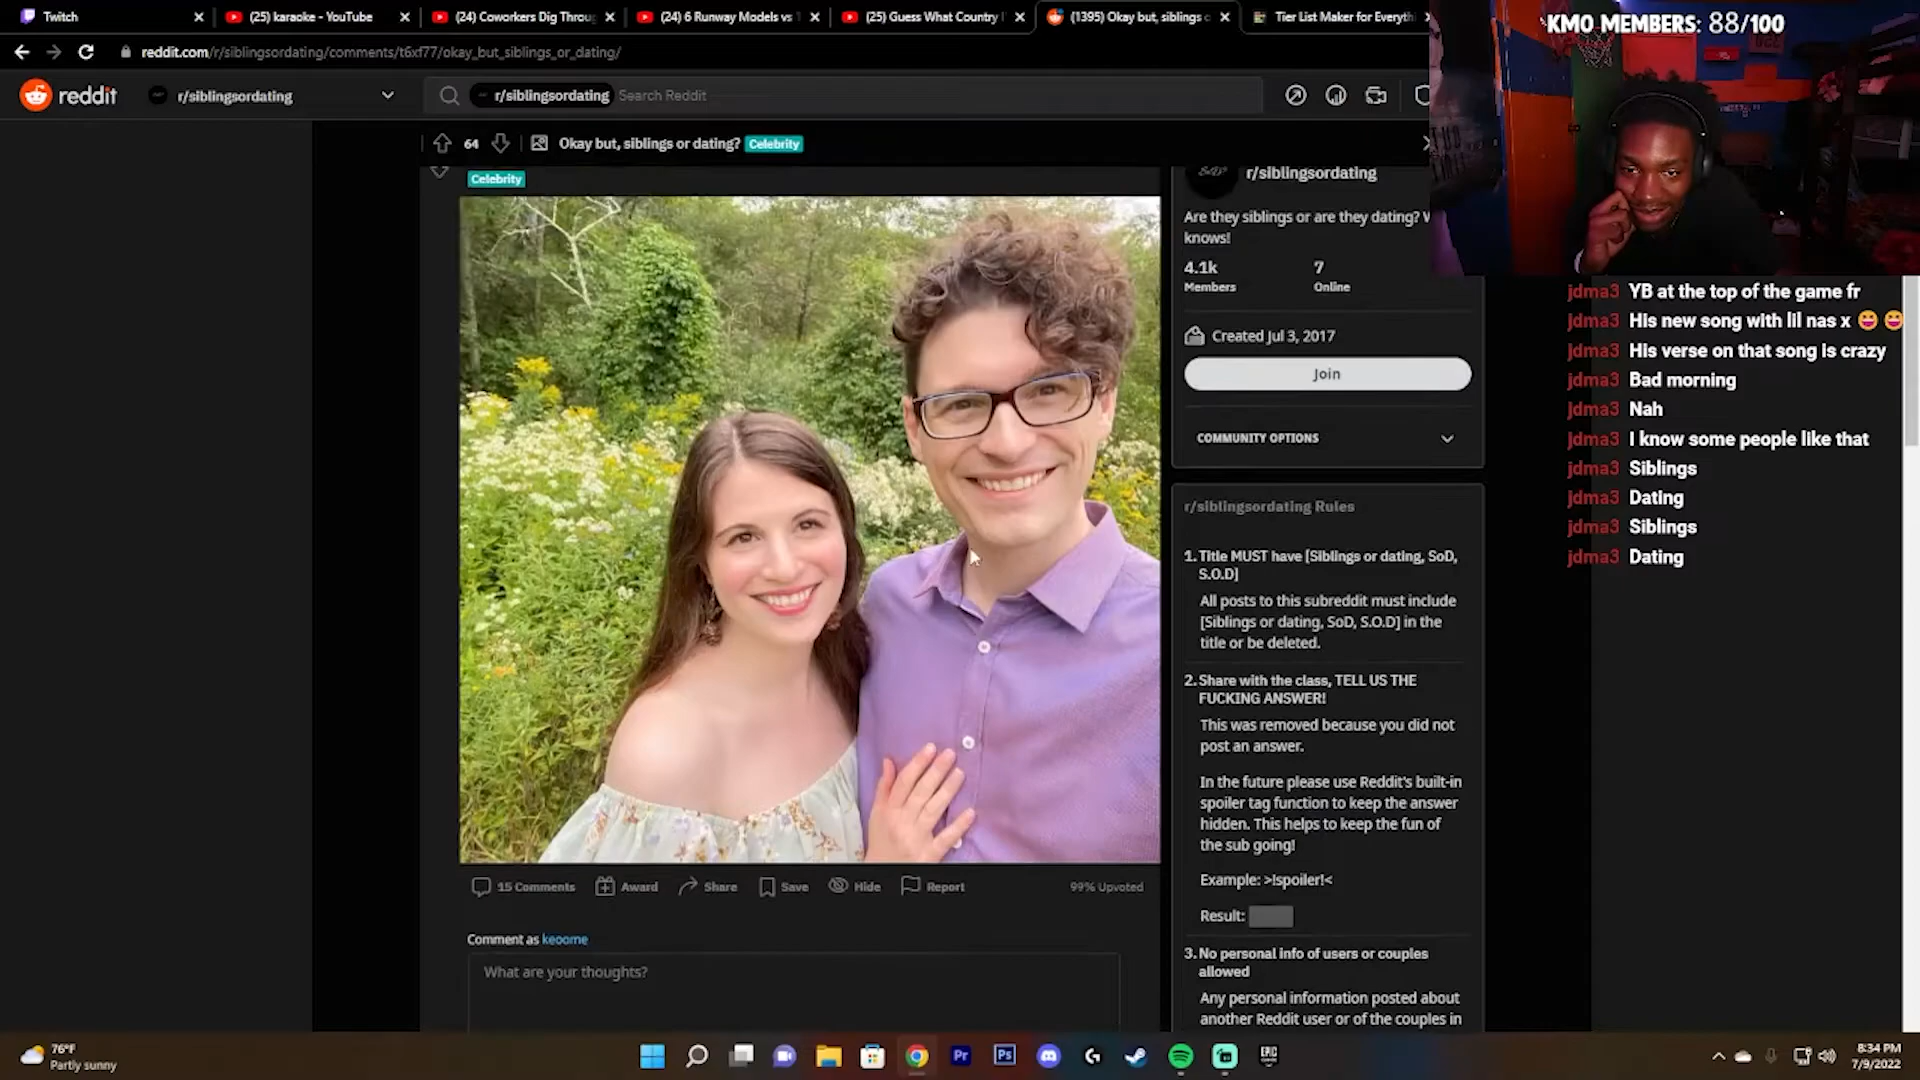 Twitch
(25) karaoke - YouTube
(24) Coworkers Dig Throu
(24) 6 Runway Models vs 1
(25) Guess What Country I
(1395) Okay but, siblings o
Tier List Maker for Everythi
KMO MEMBERS: 88/100
reddit.com/r/siblingsordating/comments/t6xf77/okay_but_siblings_or_dating/
reddit
r/siblingsordating
r/siblingsordating Search Reddit
64 Okay but, siblings or dating? Celebrity
Celebrity
r/siblingsordating
Are they siblings or are they dating? W
knows!
4.1k
Members
7
Online
Created Jul 3, 2017
Join
COMMUNITY OPTIONS
r/siblingsordating Rules
1. Title MUST have [Siblings or dating, SoD,
S.O.D]
All posts to this subreddit must include
[Siblings or dating, SoD, S.O.D] in the
title or be deleted.
2. Share with the class, TELL US THE
FUCKING ANSWER!
This was removed because you did not
post an answer.
In the future please use Reddit's built-in
spoiler tag function to keep the answer
hidden. This helps to keep the fun of
the sub going!
Example: >!spoiler!<
Result:
3. No personal info of users or couples
allowed
Any personal information posted about
another Reddit user or of the couples in
jdma3 YB at the top of the game fr
jdma3 His new song with lil nas x 😝 😝
jdma3 His verse on that song is crazy
jdma3 Bad morning
jdma3 Nah
jdma3 I know some people like that
jdma3 Siblings
jdma3 Dating
jdma3 Siblings
jdma3 Dating
15 Comments Award Share Save Hide Report 99% Upvoted
Comment as keoome
What are your thoughts?
76°F
Partly sunny
Pr
Ps
EPIC
8:34 PM
7/9/2022